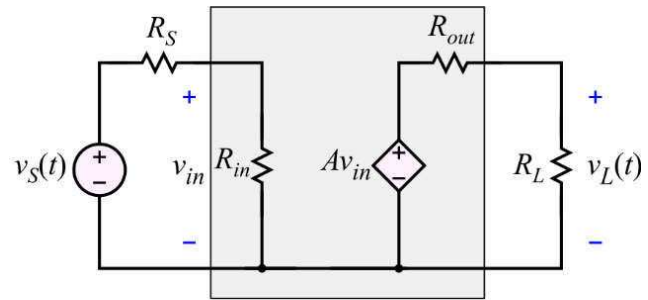 R_S
R_out
+
+
v_S(t)
+
−
v_in
R_in
Av_in
+
−
R_L
v_L(t)
−
−